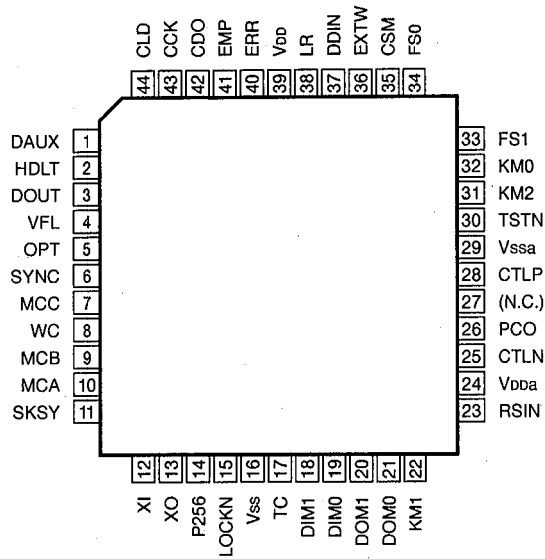 CLD CCK CDO EMP ERR VDD LR DDIN EXTW CSM FS0
44 43 42 41 40 39 38 37 36 35 34
DAUX 1
HDLT 2
DOUT 3
VFL 4
OPT 5
SYNC 6
MCC 7
WC 8
MCB 9
MCA 10
SKSY 11
33 FS1
32 KM0
31 KM2
30 TSTN
29 Vssa
28 CTLP
27 (N.C.)
26 PCO
25 CTLN
24 VDDa
23 RSIN
12 13 14 15 16 17 18 19 20 21 22
XI XO P256 LOCKN Vss TC DIM1 DIM0 DOM1 DOM0 KM1